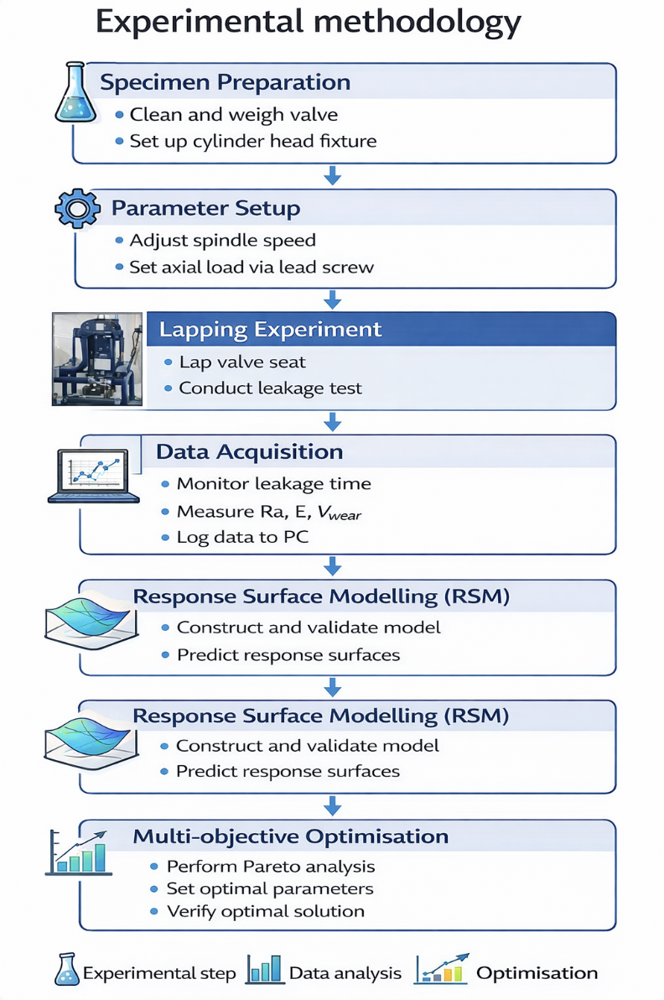 Experimental methodology
Specimen Preparation
Clean and weigh valve
Set up cylinder head fixture
Parameter Setup
Adjust spindle speed
Set axial load via lead screw
Lapping Experiment
Lap valve seat
Conduct leakage test
Data Acquisition
Monitor leakage time
Measure Ra, E, Vwear
Log data to PC
Response Surface Modelling (RSM)
Construct and validate model
Predict response surfaces
Response Surface Modelling (RSM)
Construct and validate model
Predict response surfaces
Multi-objective Optimisation
Perform Pareto analysis
Set optimal parameters
Verify optimal solution
Experimental step Data analysis Optimisation